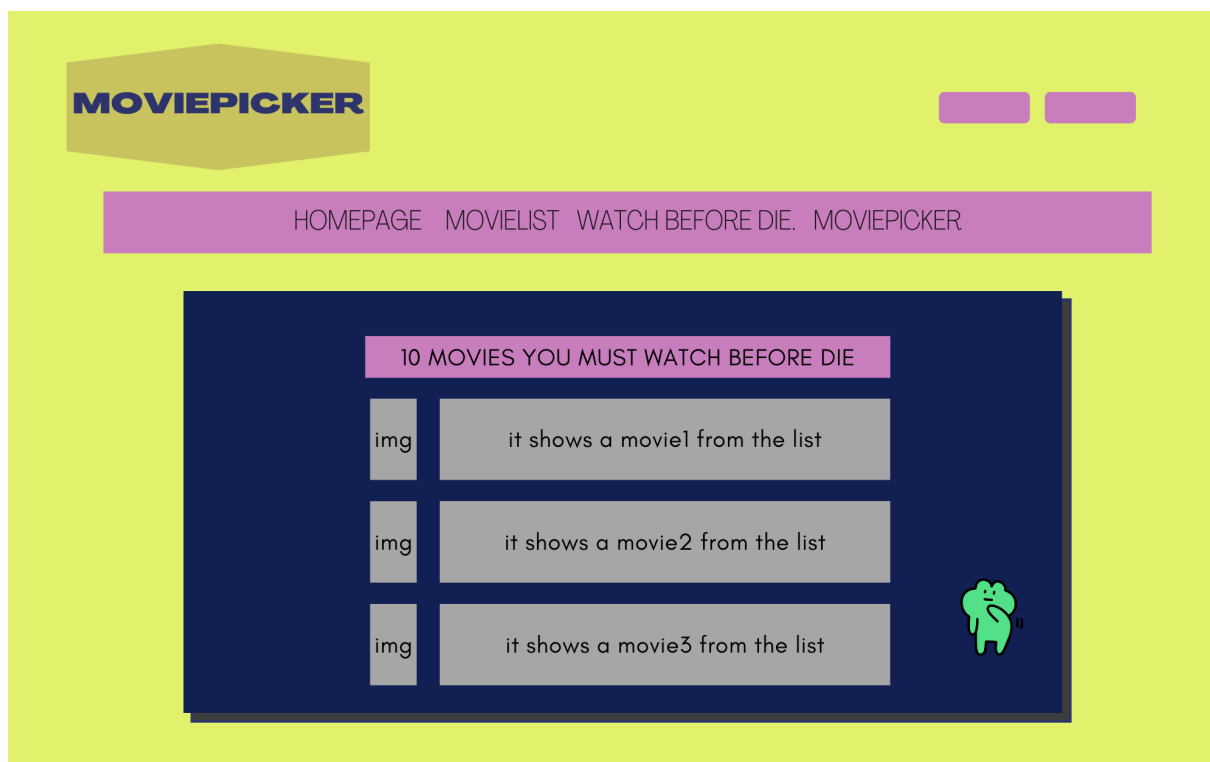 MOVIEPICKER
HOMEPAGE MOVIELIST WATCH BEFORE DIE. MOVIEPICKER
10 MOVIES YOU MUST WATCH BEFORE DIE
img it shows a movie1 from the list
img it shows a movie2 from the list
img it shows a movie3 from the list